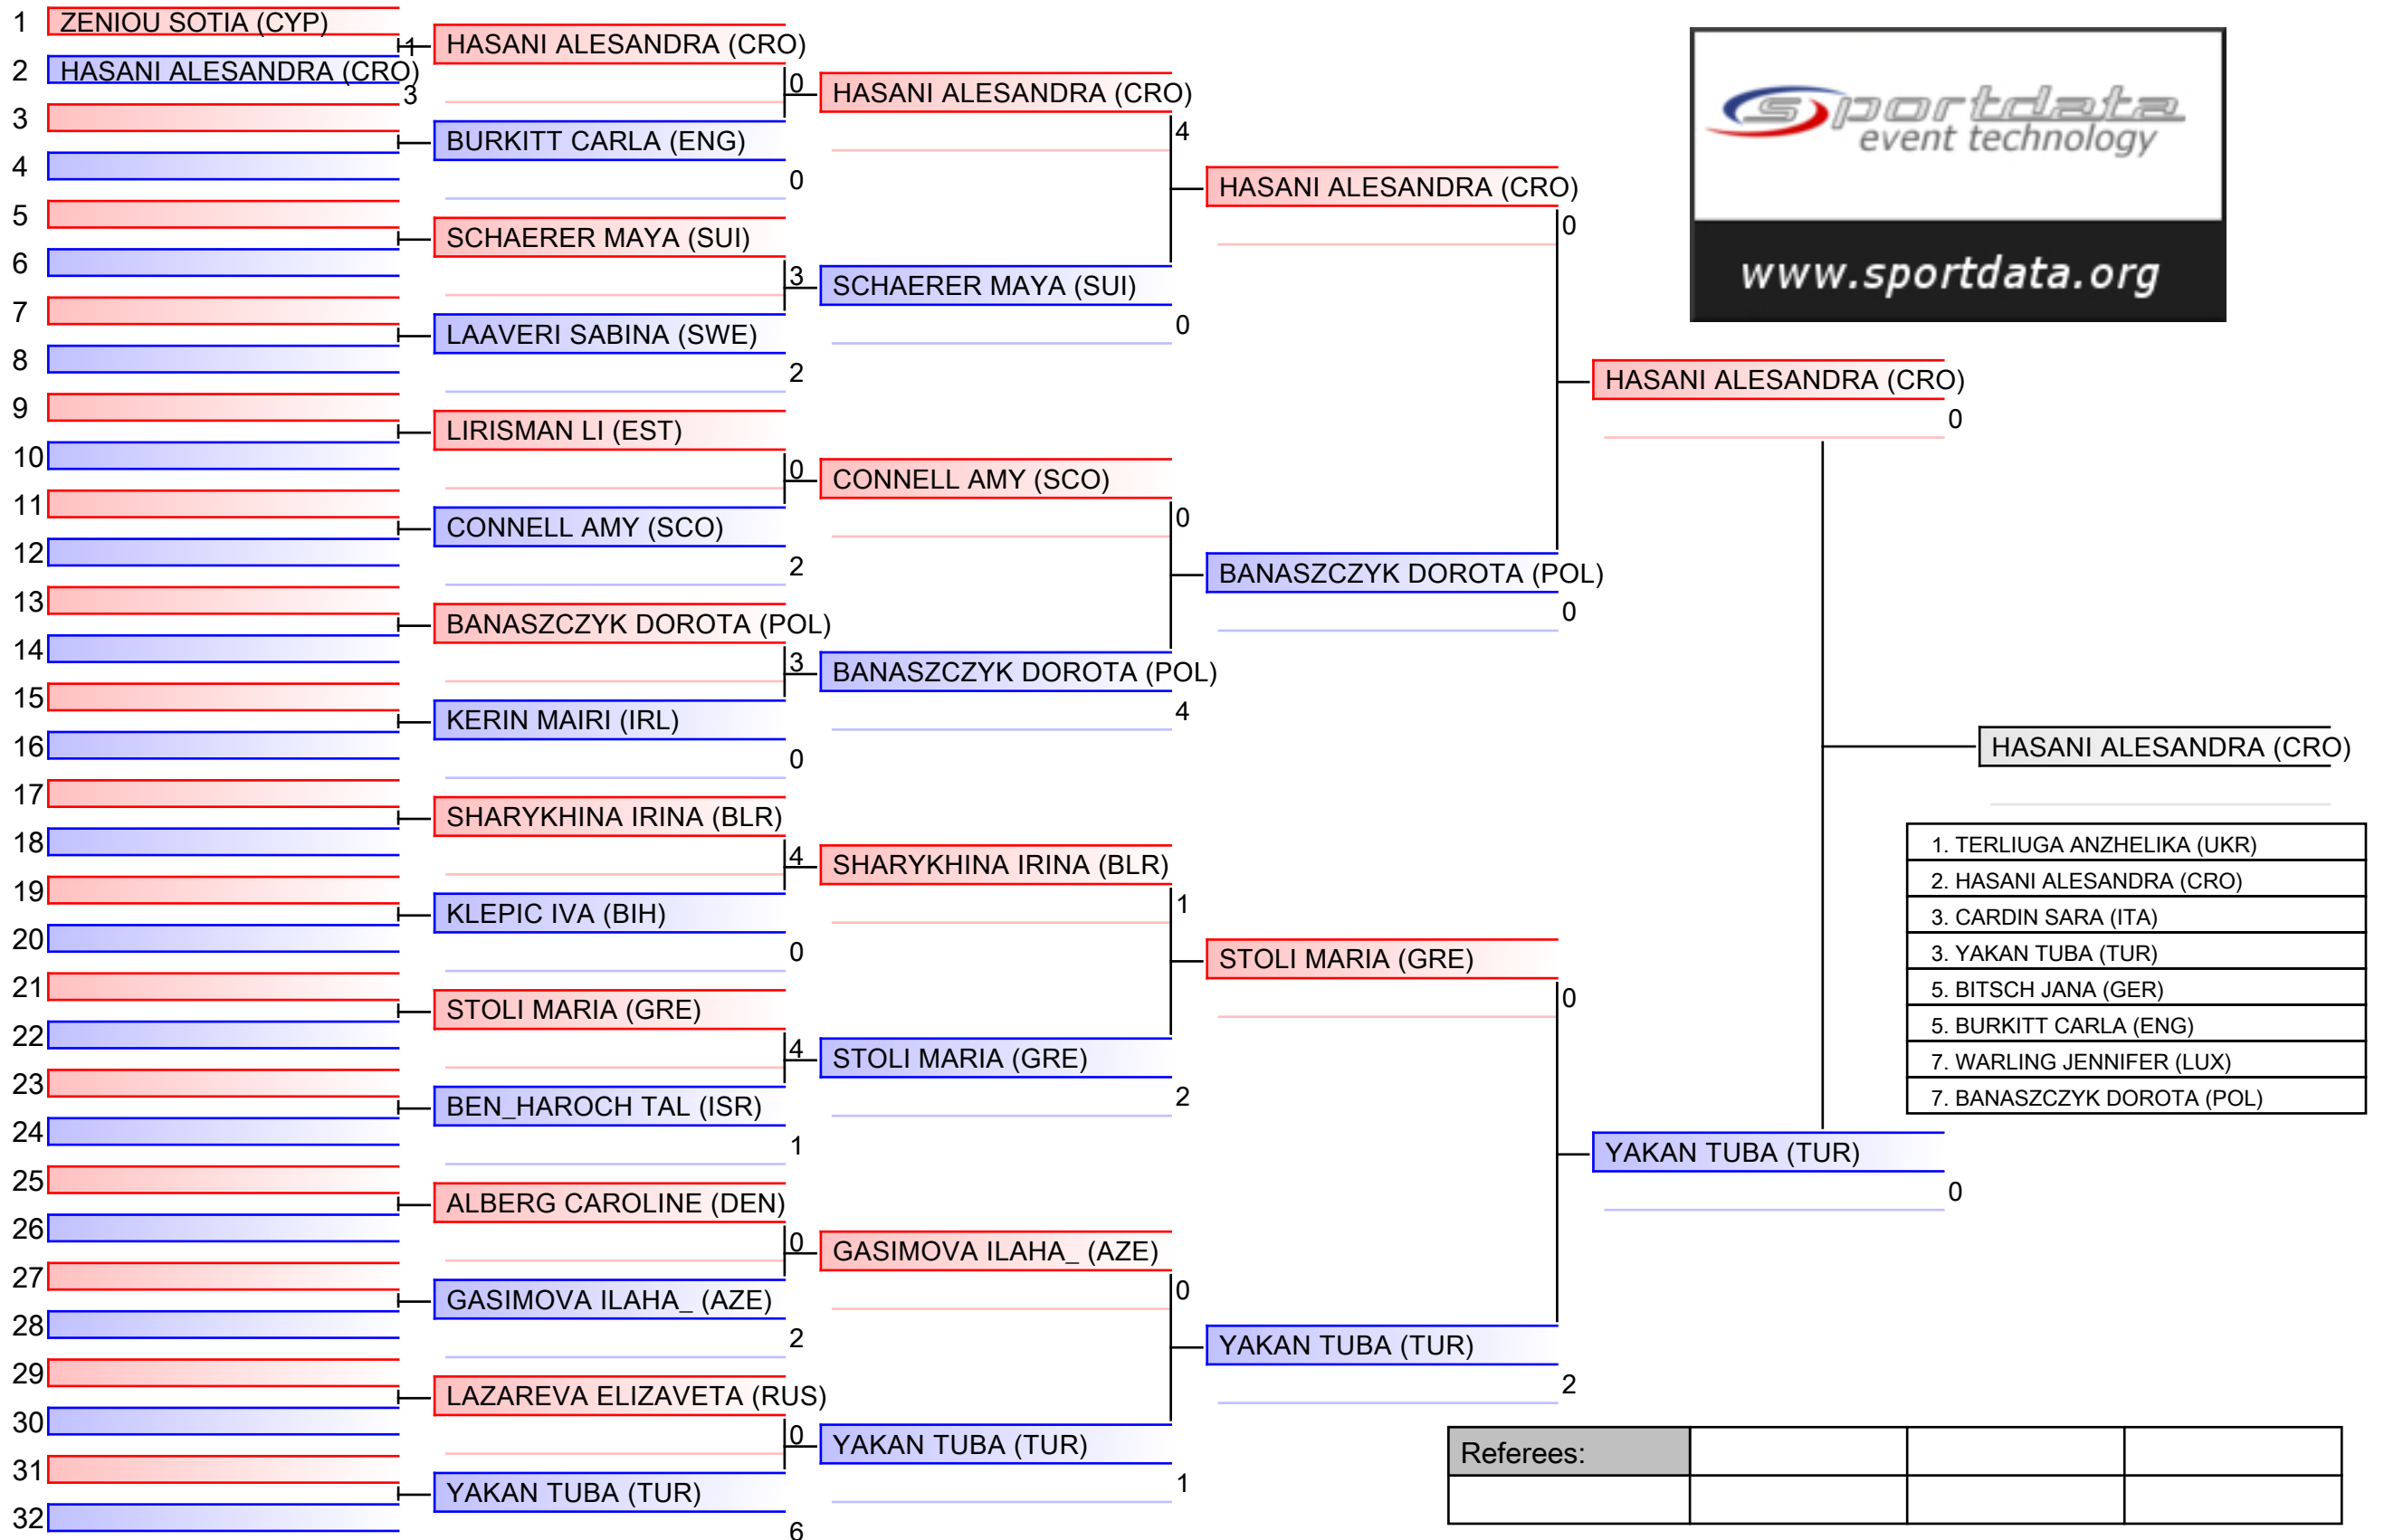 1 ZENIOU SOTIA (CYP)
1
2 HASANI ALESANDRA (CRO)
3
3
4
5
6
7
8
9
10
11
12
13
14
15
16
17
18
19
20
21
22
23
24
25
26
27
28
29
30
31
32
HASANI ALESANDRA (CRO)
0
BURKITT CARLA (ENG)
0
SCHAERER MAYA (SUI)
3
LAAVERI SABINA (SWE)
2
LIRISMAN LI (EST)
0
CONNELL AMY (SCO)
2
BANASZCZYK DOROTA (POL)
3
KERIN MAIRI (IRL)
0
SHARYKHINA IRINA (BLR)
4
KLEPIC IVA (BIH)
0
STOLI MARIA (GRE)
4
BEN_HAROCH TAL (ISR)
1
ALBERG CAROLINE (DEN)
0
GASIMOVA ILAHA_ (AZE)
2
LAZAREVA ELIZAVETA (RUS)
0
YAKAN TUBA (TUR)
6
HASANI ALESANDRA (CRO)
4
SCHAERER MAYA (SUI)
0
CONNELL AMY (SCO)
0
BANASZCZYK DOROTA (POL)
4
SHARYKHINA IRINA (BLR)
1
STOLI MARIA (GRE)
2
GASIMOVA ILAHA_ (AZE)
0
YAKAN TUBA (TUR)
1
HASANI ALESANDRA (CRO)
0
BANASZCZYK DOROTA (POL)
0
STOLI MARIA (GRE)
0
YAKAN TUBA (TUR)
2
HASANI ALESANDRA (CRO)
0
YAKAN TUBA (TUR)
0
HASANI ALESANDRA (CRO)
sportdata
event technology
www.sportdata.org
1. TERLIUGA ANZHELIKA (UKR)
2. HASANI ALESANDRA (CRO)
3. CARDIN SARA (ITA)
3. YAKAN TUBA (TUR)
5. BITSCH JANA (GER)
5. BURKITT CARLA (ENG)
7. WARLING JENNIFER (LUX)
7. BANASZCZYK DOROTA (POL)
Referees: